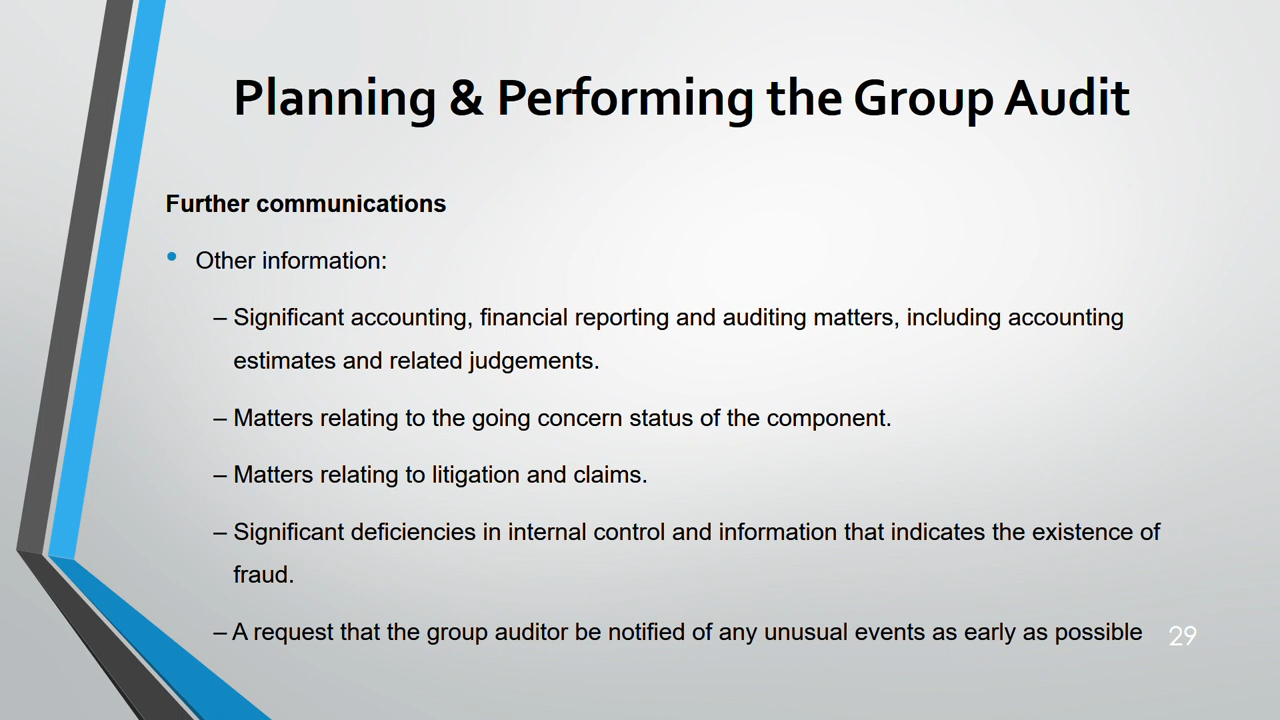 Planning & Performing the Group Audit
Further communications
• Other information:
– Significant accounting, financial reporting and auditing matters, including accounting
estimates and related judgements.
– Matters relating to the going concern status of the component.
– Matters relating to litigation and claims.
– Significant deficiencies in internal control and information that indicates the existence of
fraud.
– A request that the group auditor be notified of any unusual events as early as possible
29